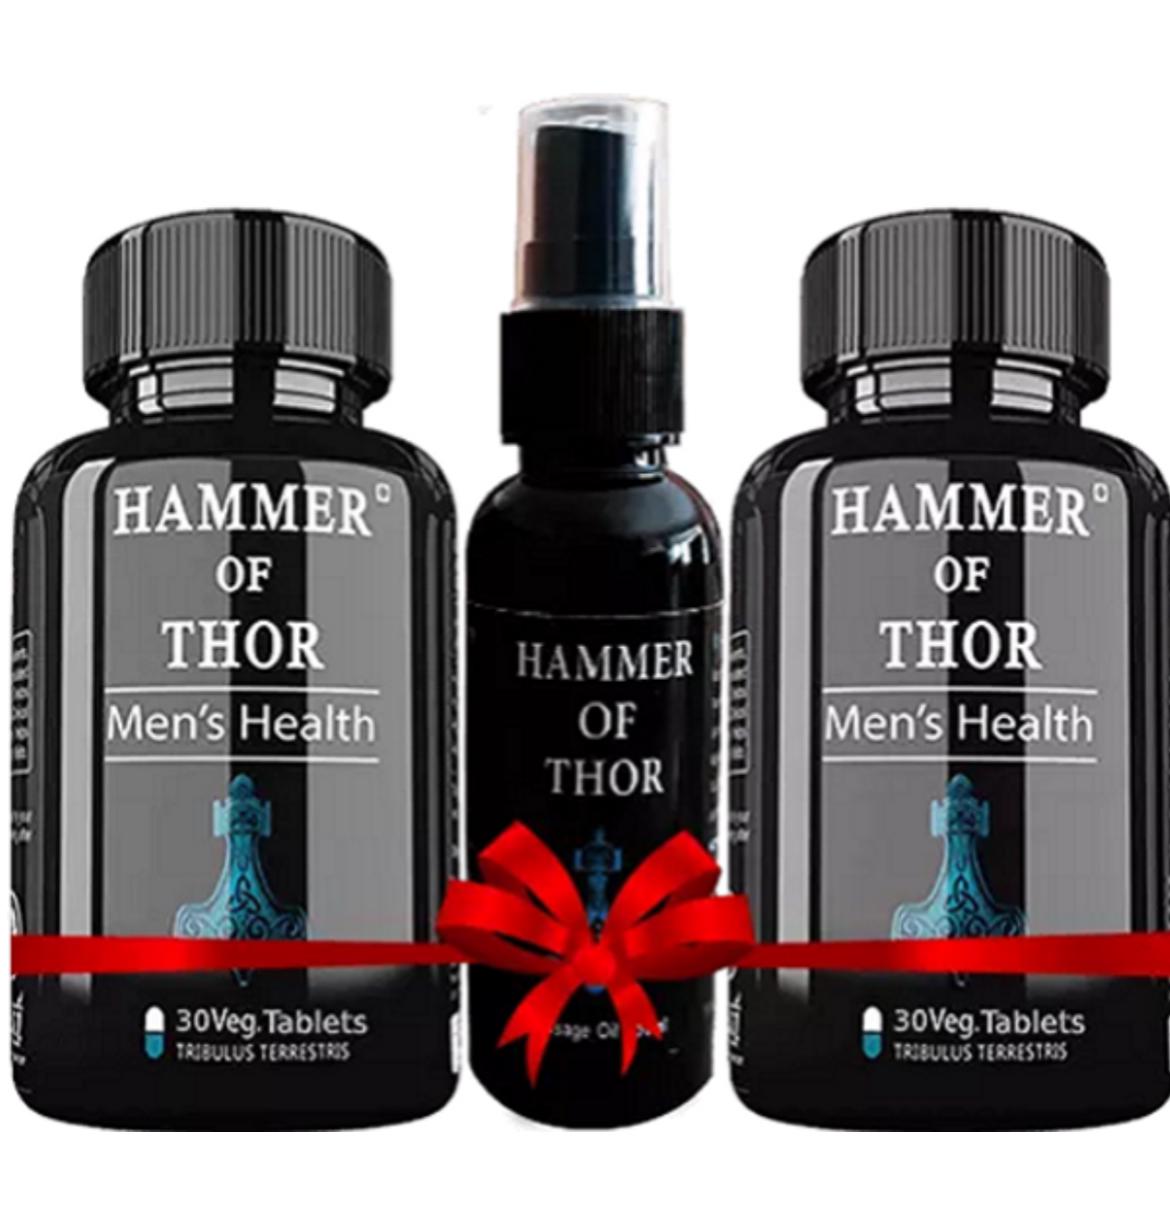 HAMMER
OF
THOR
Men's Health
30Veg.Tablets
TRIBULUS TERRESTRIS
HAMMER
OF
THOR
HAMMER
OF
THOR
Men's Health
30Veg.Tablets
TRIBULUS TERRESTRIS